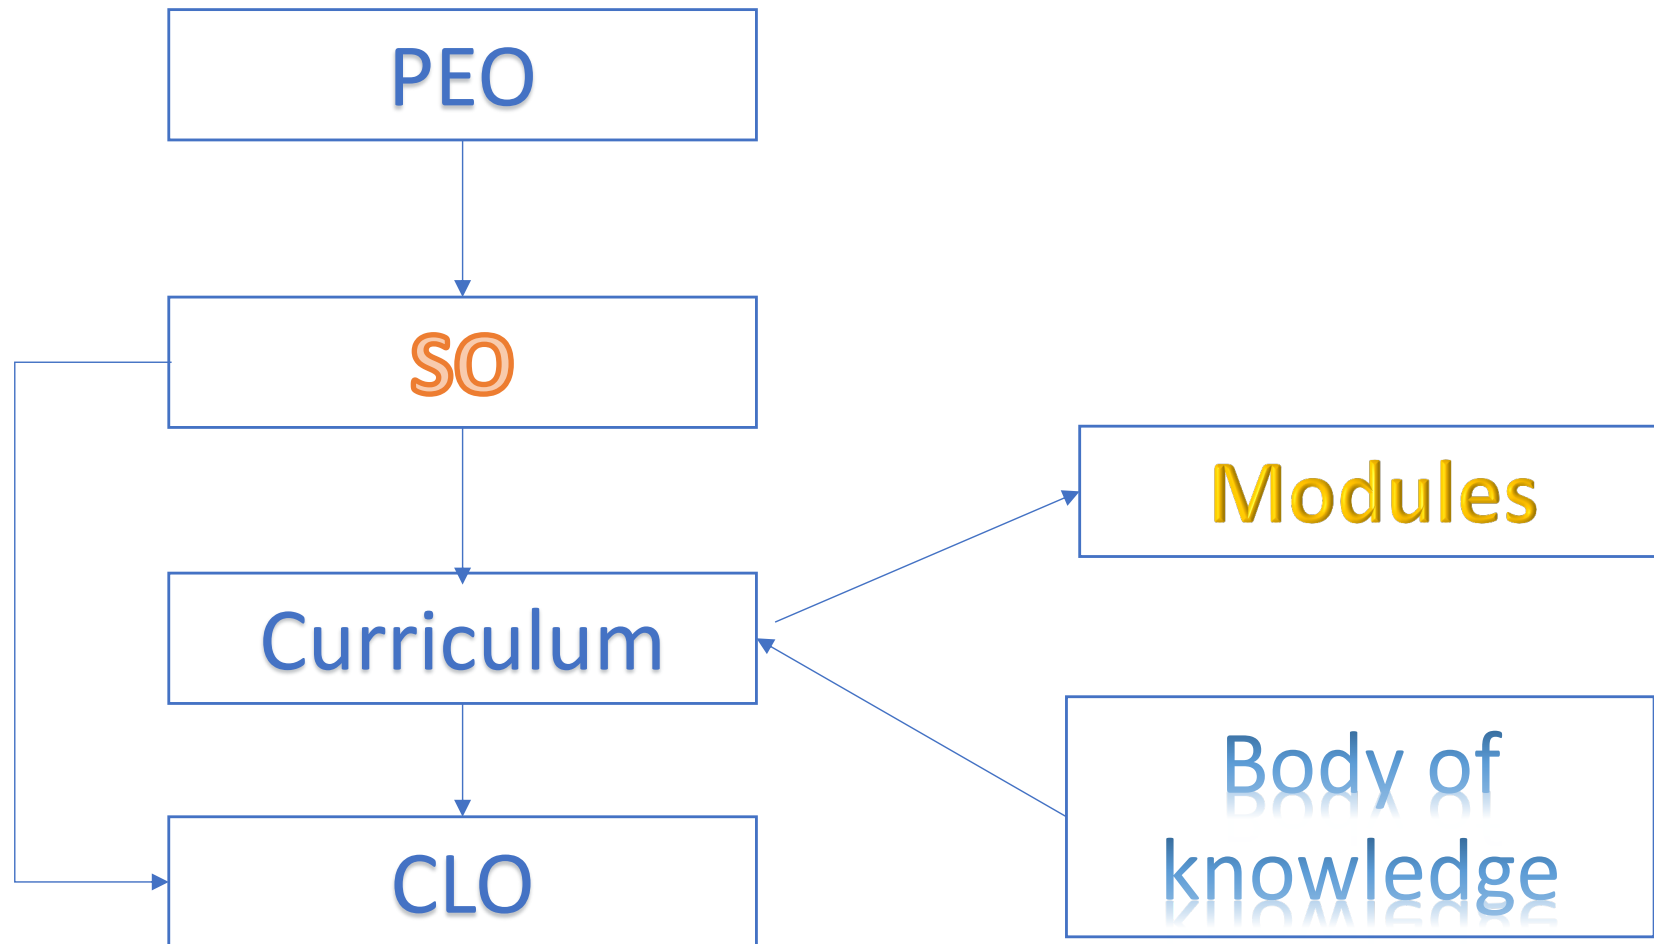 PEO
SO
Modules
Curriculum
Body of
knowledge
CLO